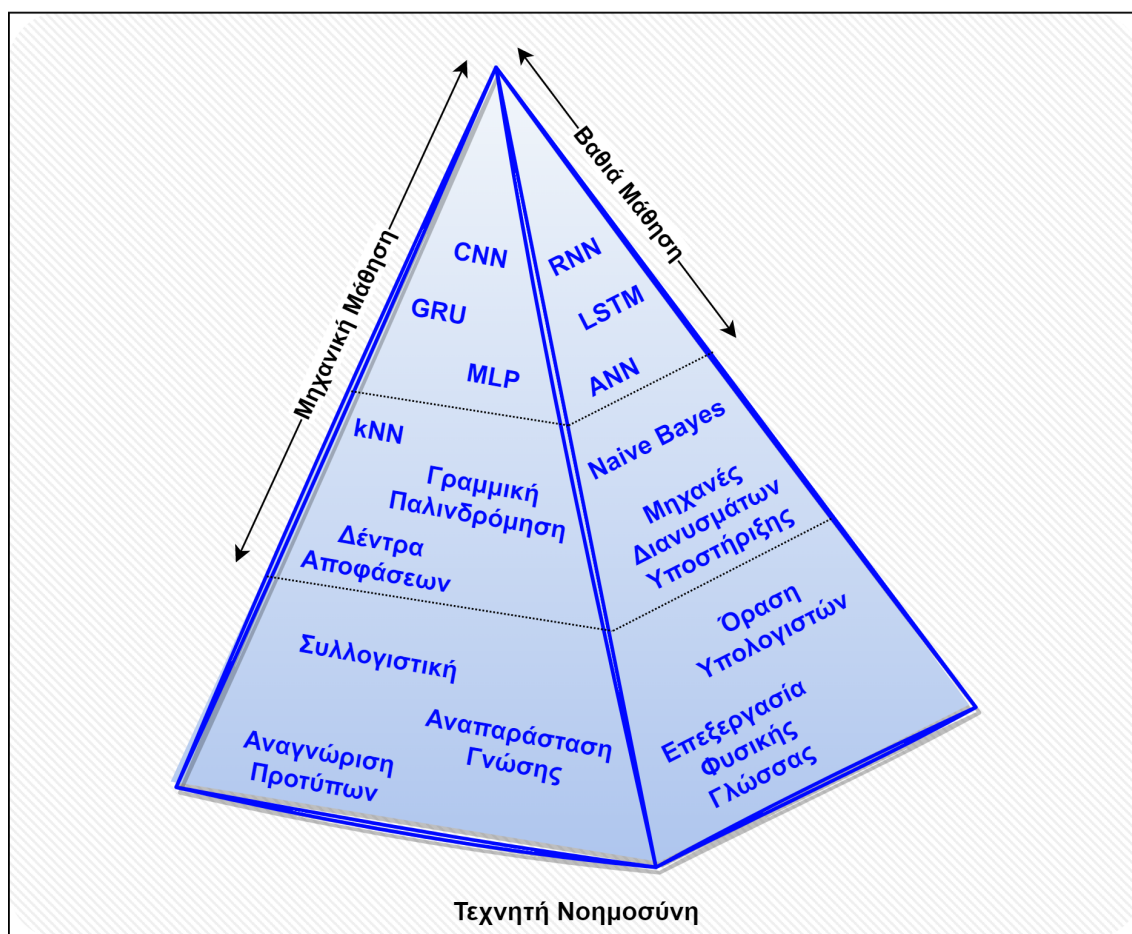 Μηχανική Μάθηση
Βαθιά Μάθηση
CNN
RNN
GRU
LSTM
MLP
ANN
kNN
Naive Bayes
Γραμμική
Παλινδρόμηση
Μηχανές
Διανυσμάτων
Υποστήριξης
Δέντρα
Αποφάσεων
Συλλογιστική
Όραση
Υπολογιστών
Αναγνώριση
Προτύπων
Αναπαράσταση
Γνώσης
Επεξεργασία
Φυσικής
Γλώσσας
Τεχνητή Νοημοσύνη